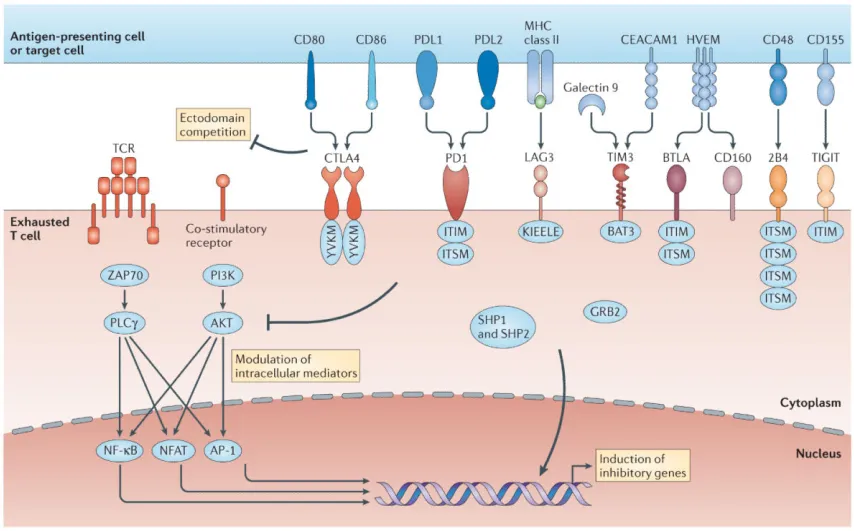 Antigen-presenting cell
or target cell
CD80
CD86
PDL1
PDL2
MHC
class II
CEACAM1
HVEM
CD48
CD155
Galectin 9
Ectodomain
competition
TCR
CTLA4
PD1
LAG3
TIM3
BTLA
CD160
2B4
TIGIT
Exhausted
T cell
Co-stimulatory
receptor
YVKM
YVKM
ITIM
ITSM
KIEELE
BAT3
ITIM
ITSM
ITSM
ITSM
ITSM
ITSM
ITIM
ZAP70
PI3K
PLCγ
AKT
SHP1
and SHP2
GRB2
Modulation of
intracellular mediators
Cytoplasm
Nucleus
NF-κB
NFAT
AP-1
Induction of
inhibitory genes